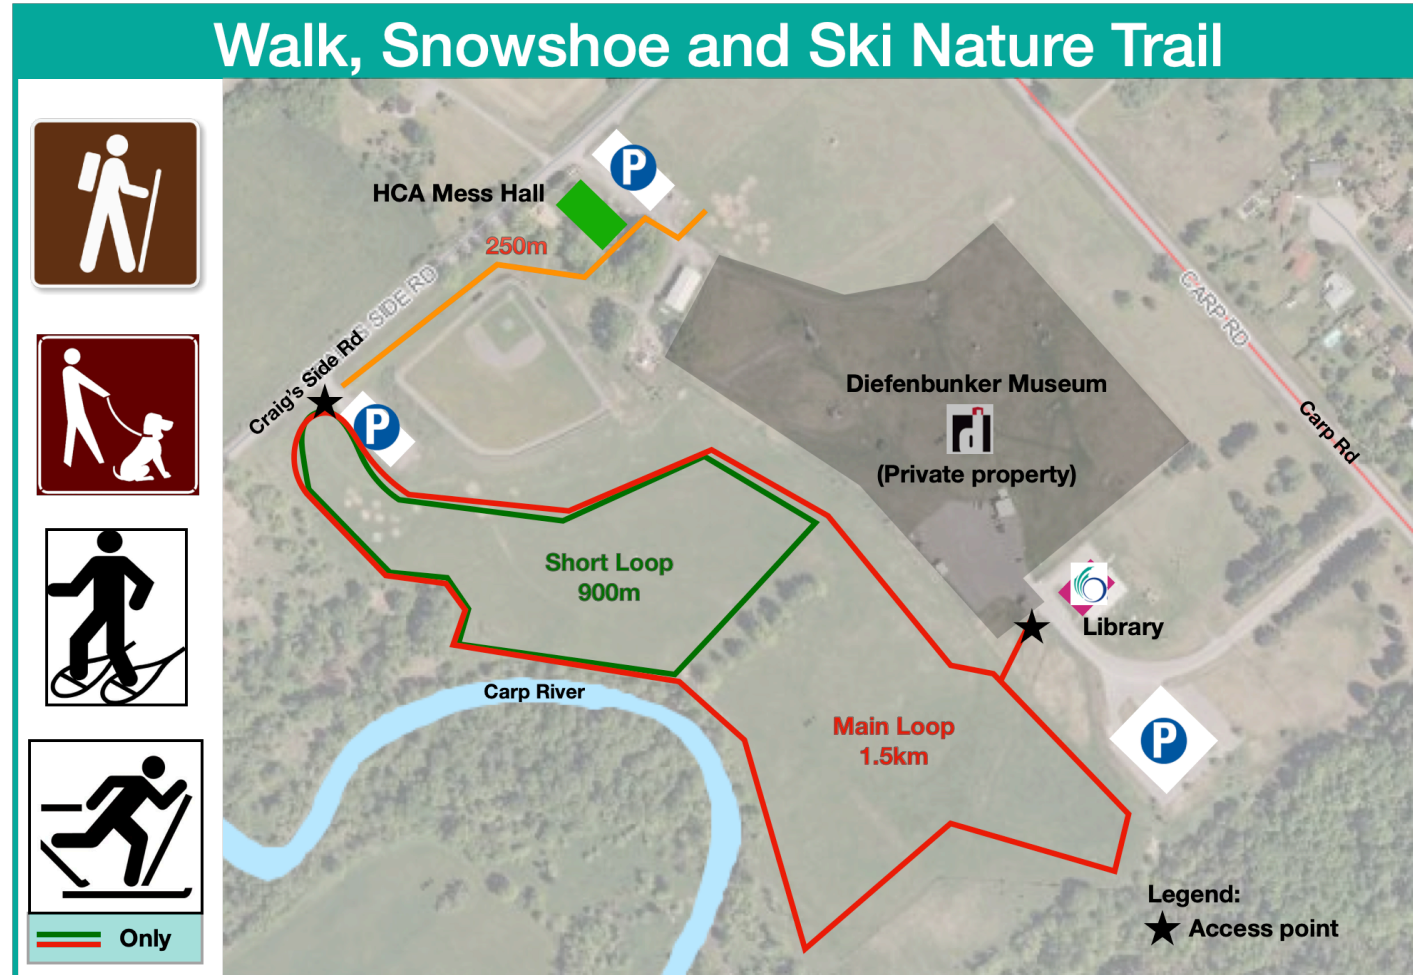 Walk, Snowshoe and Ski Nature Trail
P
HCA Mess Hall
250m
CARP RD
SIDE RD
Craig's Side Rd
P
Diefenbunker Museum
d
(Private property)
Carp Rd
Short Loop
900m
Library
Carp River
Main Loop
1.5km
P
Legend:
Access point
Only